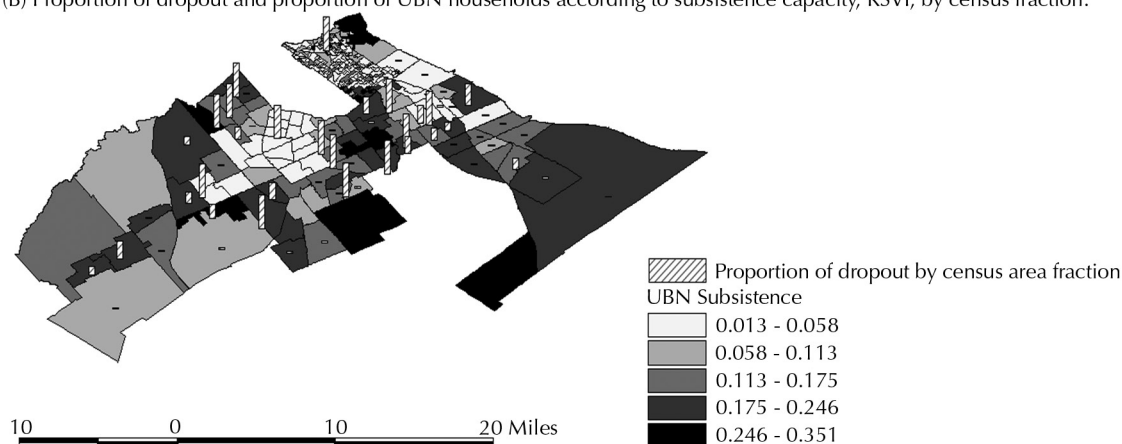 (B) Proportion of dropout and proportion of UBN households according to subsistence capacity, RSVI, by census fraction.
Proportion of dropout by census area fraction
UBN Subsistence
0.013 - 0.058
0.058 - 0.113
0.113 - 0.175
0.175 - 0.246
0.246 - 0.351
10 0 10 20 Miles